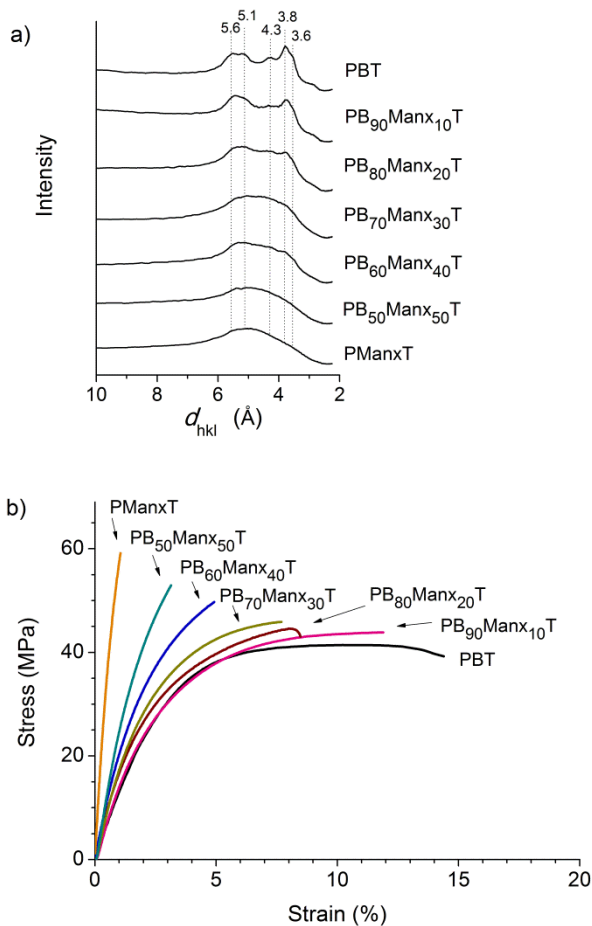 a)
5.6 5.1 4.3 3.8 3.6
Intensity
PBT
PB90Manx10T
PB80Manx20T
PB70Manx30T
PB60Manx40T
PB50Manx50T
PManxT
10 8 6 4 2
dhkl (Å)
b)
PManxT
PB50Manx50T
PB60Manx40T
PB70Manx30T
PB80Manx20T
PB90Manx10T
PBT
Stress (MPa)
60
40
20
0
0 5 10 15 20
Strain (%)